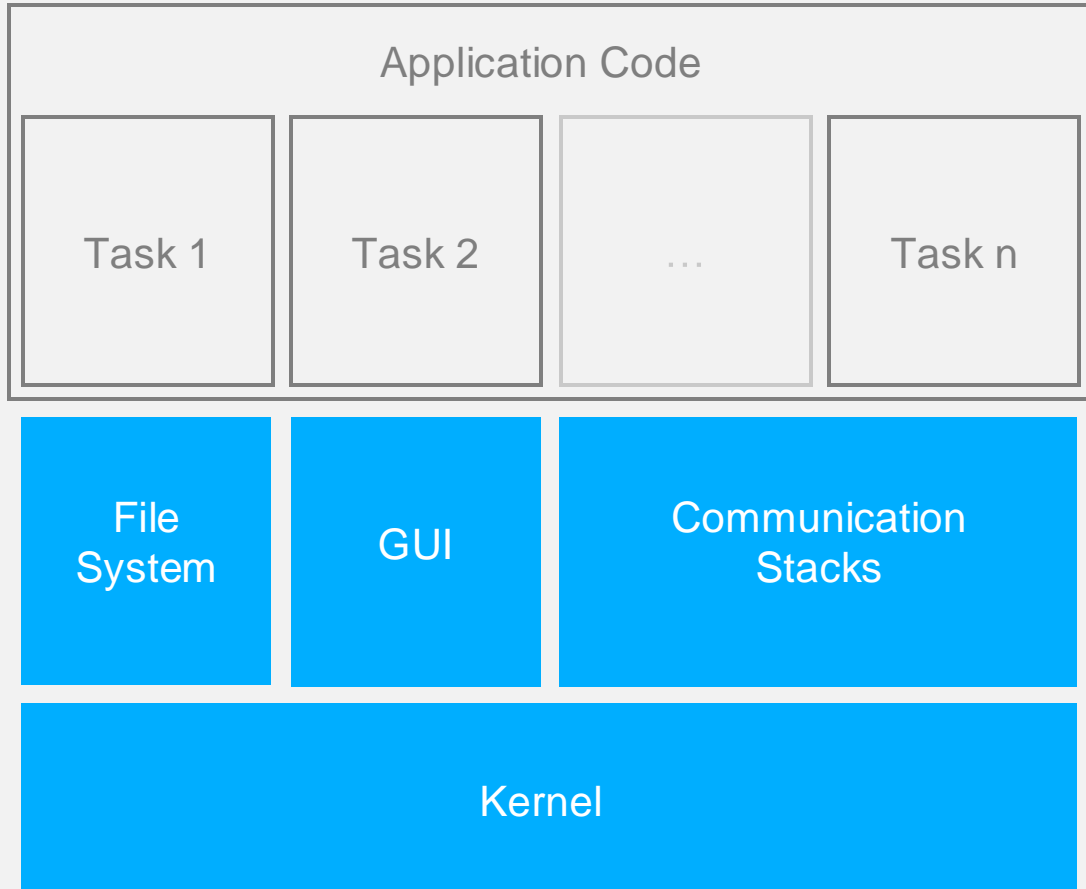 Application Code
Task 1
Task 2
...
Task n
File
System
GUI
Communication
Stacks
Kernel